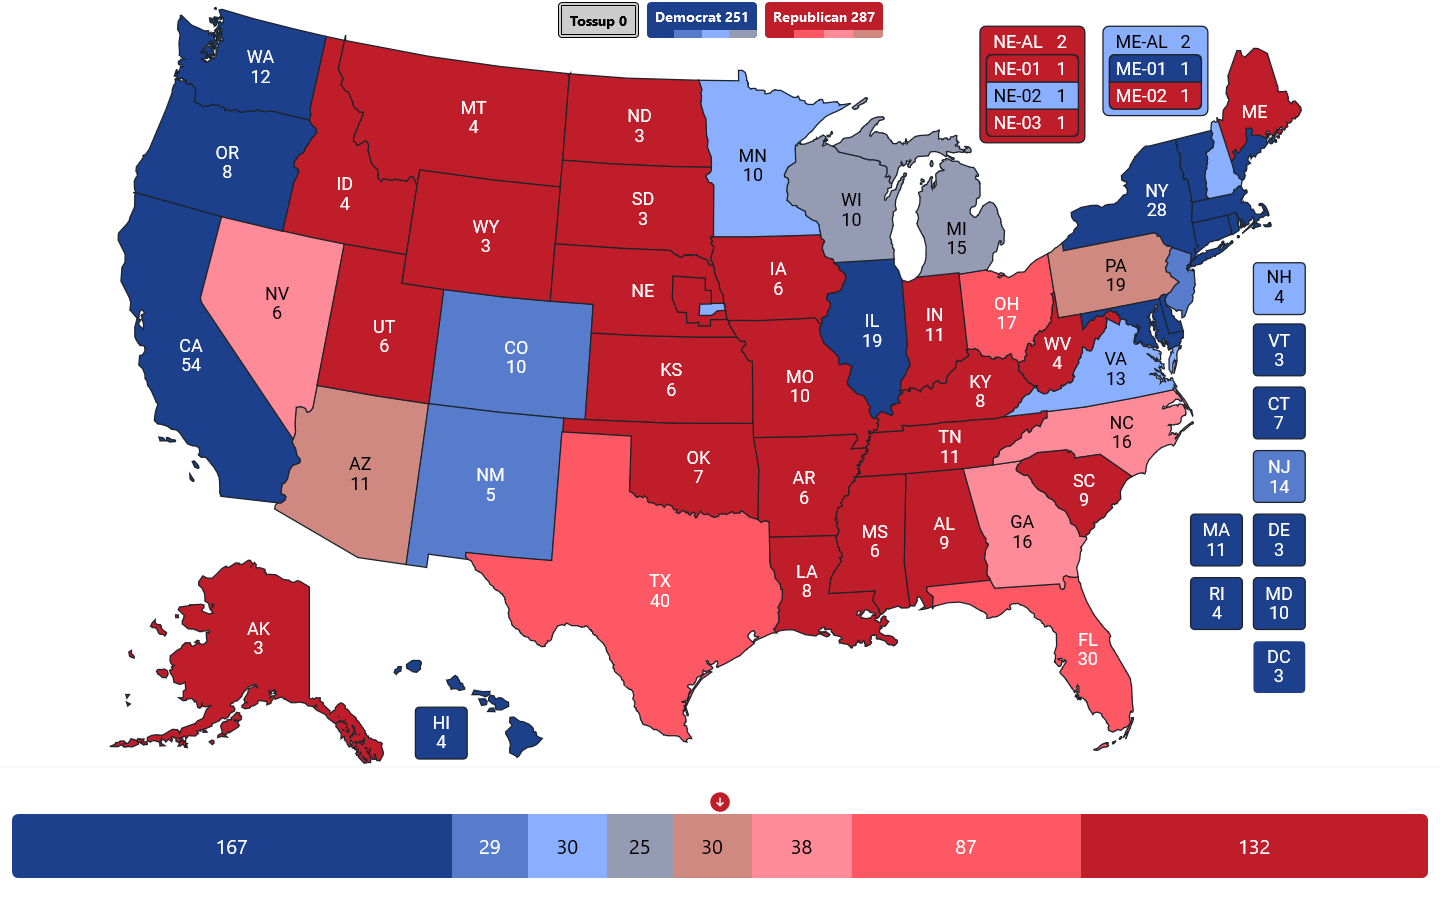 Tossup 0
Democrat 251
Republican 287
NE-AL 2
NE-01 1
NE-02 1
NE-03 1
ME-AL 2
ME-01 1
ME-02 1
WA
12
OR
8
CA
54
NV
6
ID
4
MT
4
WY
3
UT
6
AZ
11
CO
10
NM
5
ND
3
SD
3
NE
KS
6
OK
7
TX
40
MN
10
IA
6
MO
10
AR
6
LA
8
WI
10
IL
19
MI
15
IN
11
OH
17
KY
8
TN
11
MS
6
AL
9
GA
16
FL
30
SC
9
NC
16
VA
13
WV
4
PA
19
NY
28
ME
NH
4
VT
3
CT
7
NJ
14
MA
11
DE
3
RI
4
MD
10
DC
3
AK
3
HI
4
167
29
30
25
30
38
87
132